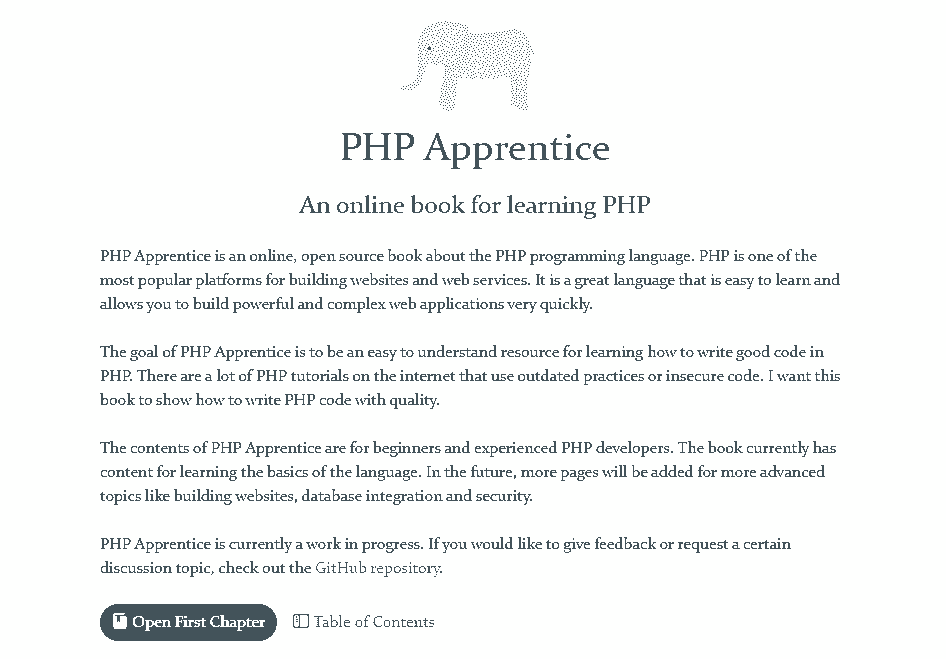 PHP Apprentice
An online book for learning PHP
PHP Apprentice is an online, open source book about the PHP programming language. PHP is one of the
most popular platforms for building websites and web services. It is a great language that is easy to learn and
allows you to build powerful and complex web applications very quickly.
The goal of PHP Apprentice is to be an easy to understand resource for learning how to write good code in
PHP. There are a lot of PHP tutorials on the internet that use outdated practices or insecure code. I want this
book to show how to write PHP code with quality.
The contents of PHP Apprentice are for beginners and experienced PHP developers. The book currently has
content for learning the basics of the language. In the future, more pages will be added for more advanced
topics like building websites, database integration and security.
PHP Apprentice is currently a work in progress. If you would like to give feedback or request a certain
discussion topic, check out the GitHub repository.
Open First Chapter Table of Contents